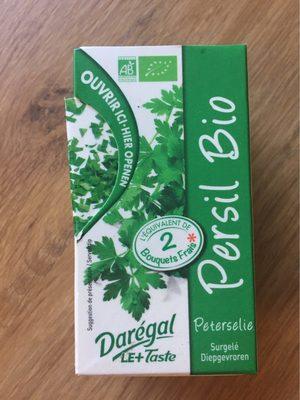 AB
OUVRIR ICI • HIER OPENEN
L'ÉQUIVALENT DE
2
Bouquets Frais*
Persil Bio
Peterselie
Surgelé
Diepgevroren
Darégal
LE+ Taste